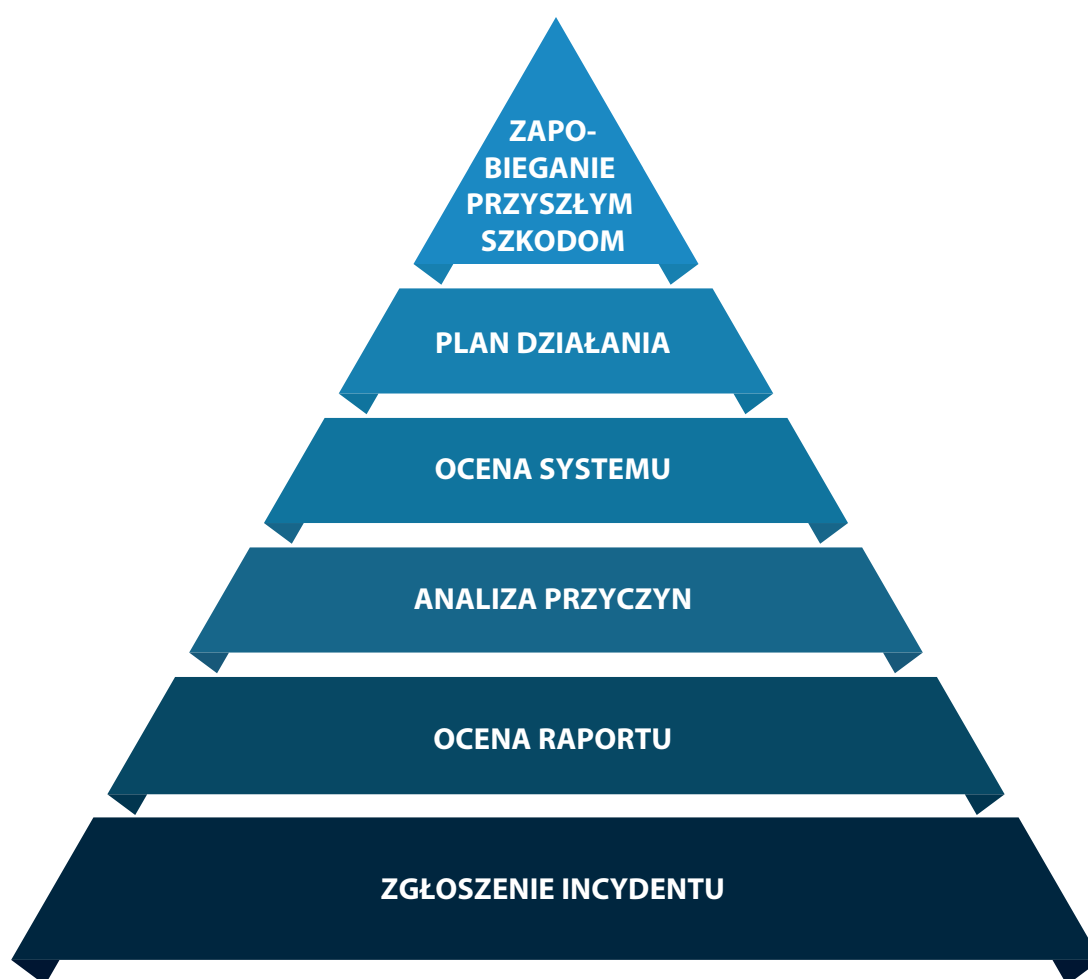 ZAPO-
BIEGANIE
PRZYSZŁYM
SZKODOM
PLAN DZIAŁANIA
OCENA SYSTEMU
ANALIZA PRZYCZYN
OCENA RAPORTU
ZGŁOSZENIE INCYDENTU